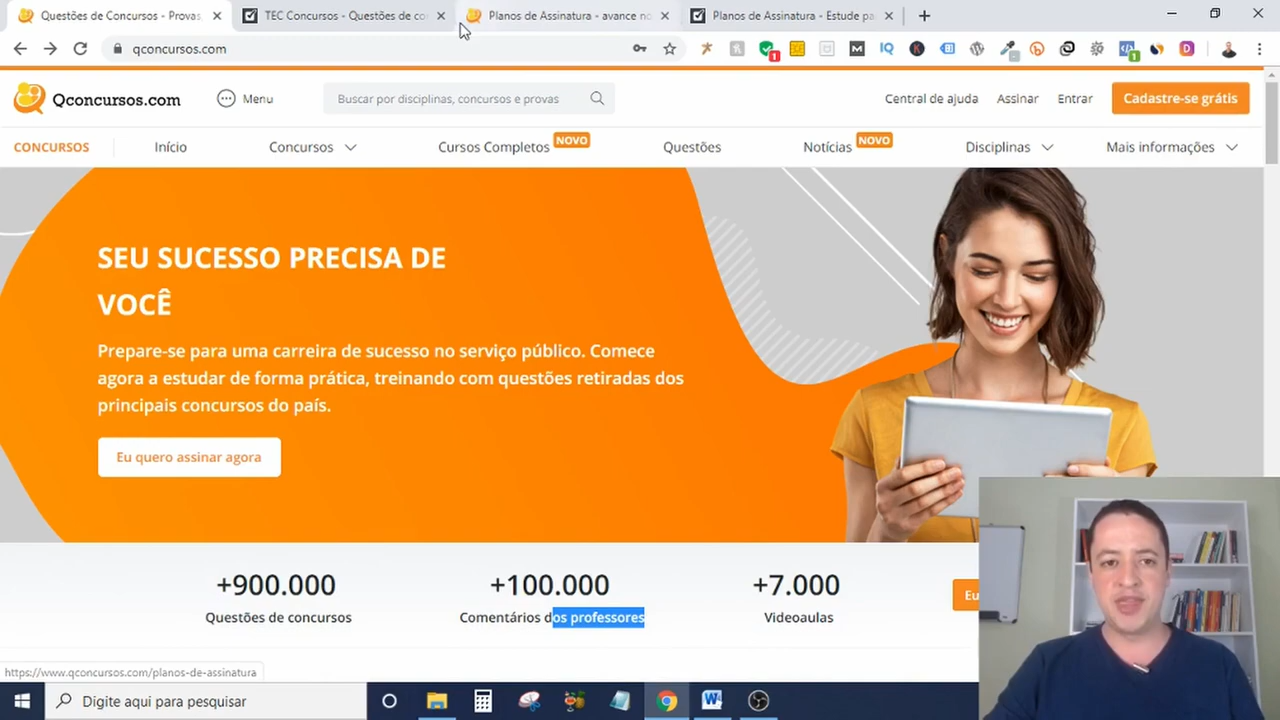 Questões de Concursos - Provas,
TEC Concursos - Questões de co
Planos de Assinatura - avance no
Planos de Assinatura - Estude pa
qconcursos.com
1
IQ
1
Qconcursos.com
Menu
Buscar por disciplinas, concursos e provas
Central de ajuda
Assinar
Entrar
Cadastre-se grátis
CONCURSOS
Início
Concursos
Cursos Completos NOVO
Questões
Notícias NOVO
Disciplinas
Mais informações
SEU SUCESSO PRECISA DE
VOCÊ
Prepare-se para uma carreira de sucesso no serviço público. Comece
agora a estudar de forma prática, treinando com questões retiradas dos
principais concursos do país.
Eu quero assinar agora
+900.000
Questões de concursos
+100.000
Comentários dos professores
+7.000
Videoaulas
Eu
https://www.qconcursos.com/planos-de-assinatura
Digite aqui para pesquisar